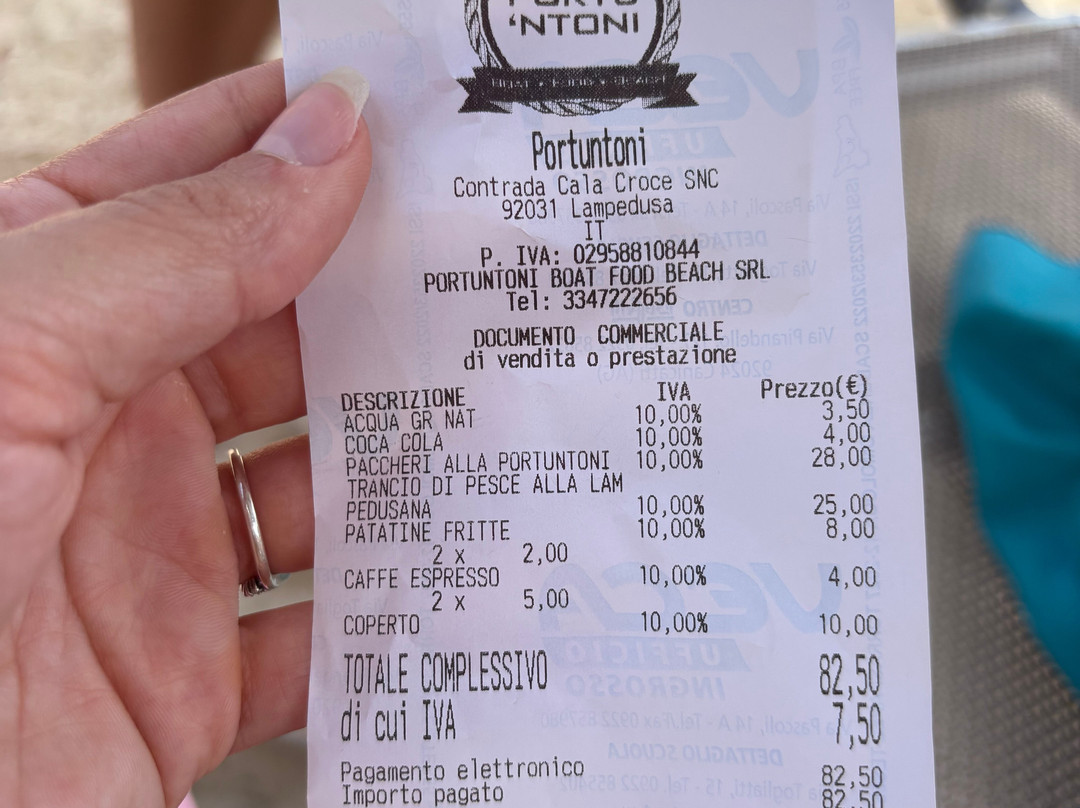 'NTONI
Portuntoni
Contrada Cala Croce SNC
92031 Lampedusa
IT
P. IVA: 02958810844
PORTUNTONI BOAT FOOD BEACH SRL
Tel: 3347222656
DOCUMENTO COMMERCIALE
di vendita o prestazione
DESCRIZIONE IVA Prezzo(€)
ACQUA GR NAT 10,00% 3,50
COCA COLA 10,00% 4,00
PACCHERI ALLA PORTUNTONI 10,00% 28,00
TRANCIO DI PESCE ALLA LAM
PEDUSANA 10,00% 25,00
PATATINE FRITTE 10,00% 8,00
2 x 2,00
CAFFE ESPRESSO 10,00% 4,00
2 x 5,00
COPERTO 10,00% 10,00
TOTALE COMPLESSIVO 82,50
di cui IVA 7,50
Pagamento elettronico 82,50
Importo pagato 82,50